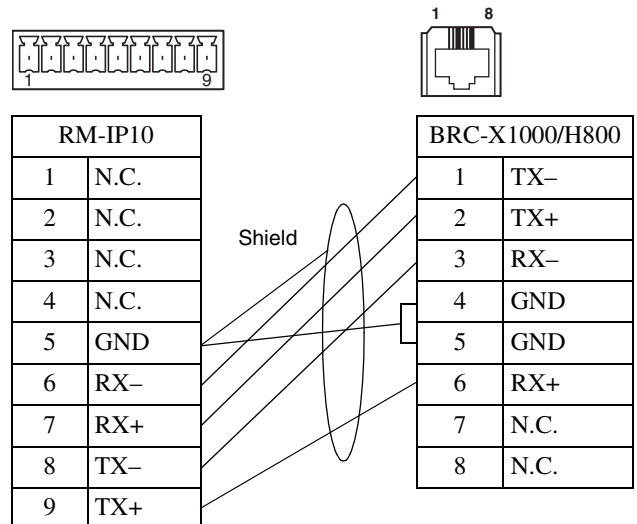 1 8
1 9
RM-IP10
1 N.C.
2 N.C.
3 N.C.
4 N.C.
5 GND
6 RX–
7 RX+
8 TX–
9 TX+
Shield
BRC-X1000/H800
1 TX–
2 TX+
3 RX–
4 GND
5 GND
6 RX+
7 N.C.
8 N.C.